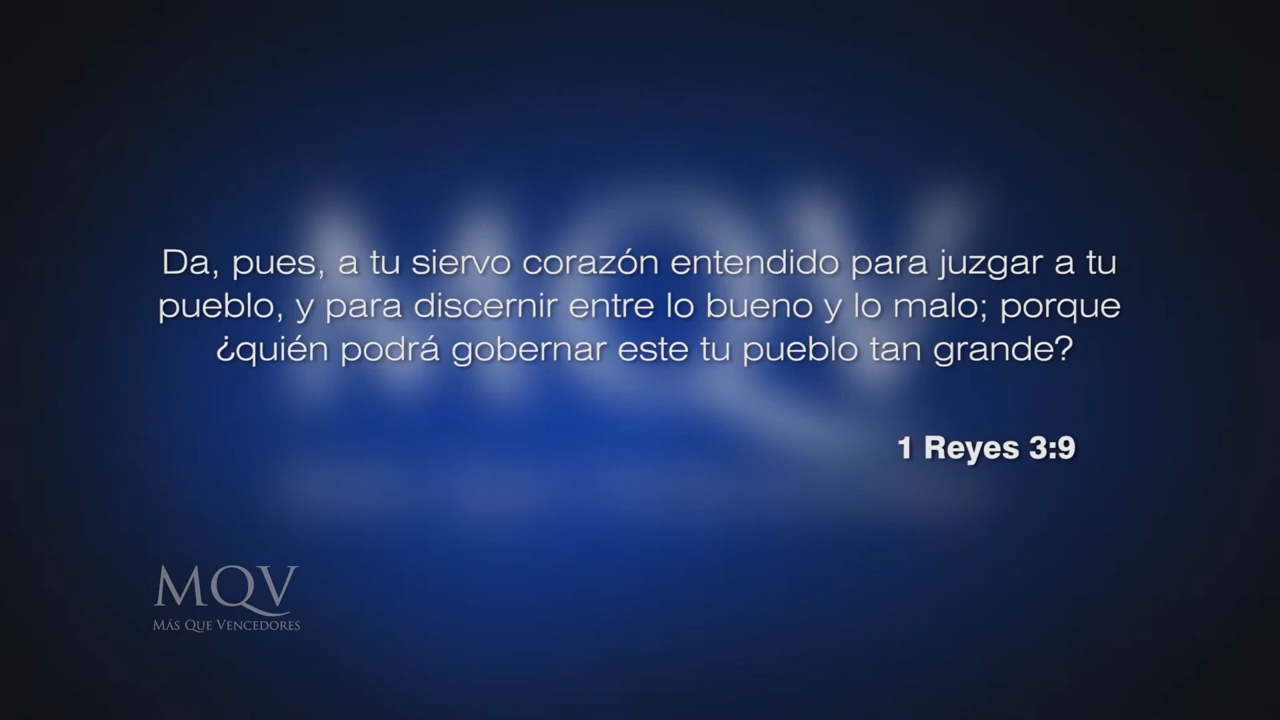 Da, pues, a tu siervo corazón entendido para juzgar a tu
pueblo, y para discernir entre lo bueno y lo malo; porque
¿quién podrá gobernar este tu pueblo tan grande?
1 Reyes 3:9
MQV
MÁS QUE VENCEDORES